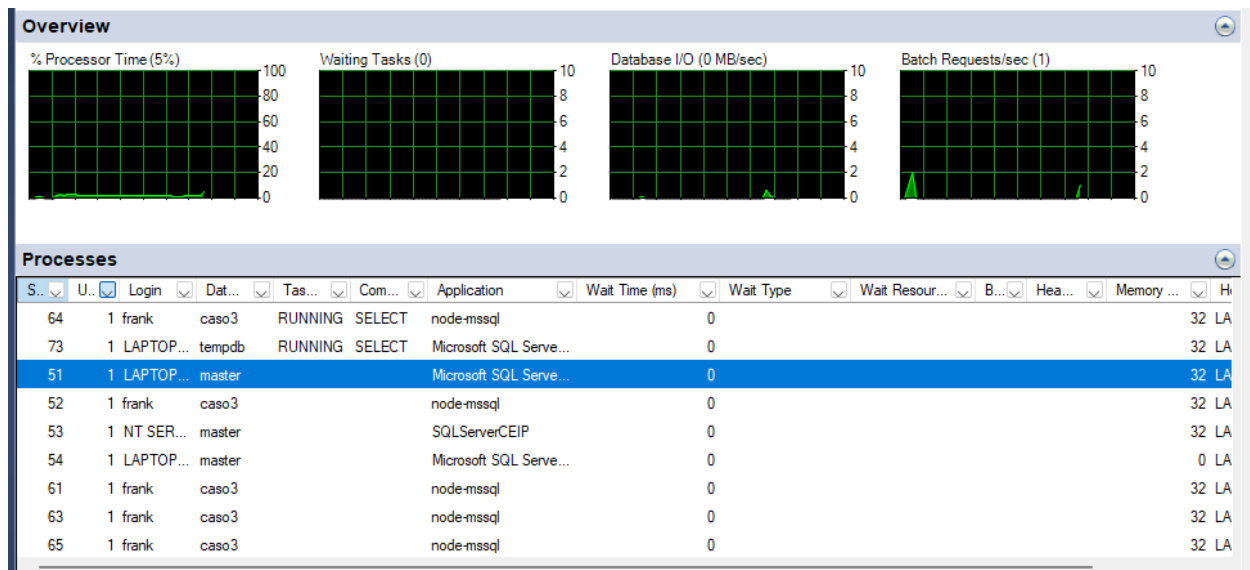 Overview
% Processor Time (5%) Waiting Tasks (0) Database I/O (0 MB/sec) Batch Requests/sec (1)
100 10 10 10
80 8 8 8
60 6 6 6
40 4 4 4
20 2 2 2
0 0 0 0
Processes
S.. U.. Login Dat... Tas... Com... Application Wait Time (ms) Wait Type Wait Resour... B... Hea... Memory ... H
64 1 frank caso3 RUNNING SELECT node-mssql 0 32 LA
73 1 LAPTOP... tempdb RUNNING SELECT Microsoft SQL Serve... 0 32 LA
51 1 LAPTOP... master Microsoft SQL Serve... 0 32 LA
52 1 frank caso3 node-mssql 0 32 LA
53 1 NT SER... master SQLServerCEIP 0 32 LA
54 1 LAPTOP... master Microsoft SQL Serve... 0 0 LA
61 1 frank caso3 node-mssql 0 32 LA
63 1 frank caso3 node-mssql 0 32 LA
65 1 frank caso3 node-mssql 0 32 LA